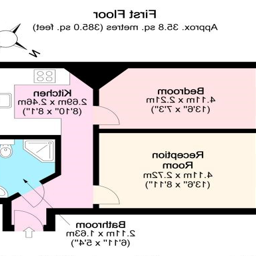 First Floor
Approx. 35.8 sq. metres (385.0 sq. feet)
N
Kitchen
2.69m x 2.46m
(8'10" x 8'1")
Bedroom
4.11m x 2.21m
(13'6" x 7'3")
Reception
Room
4.11m x 2.72m
(13'6" x 8'11")
Bathroom
2.11m x 1.63m
(6'11" x 5'4")